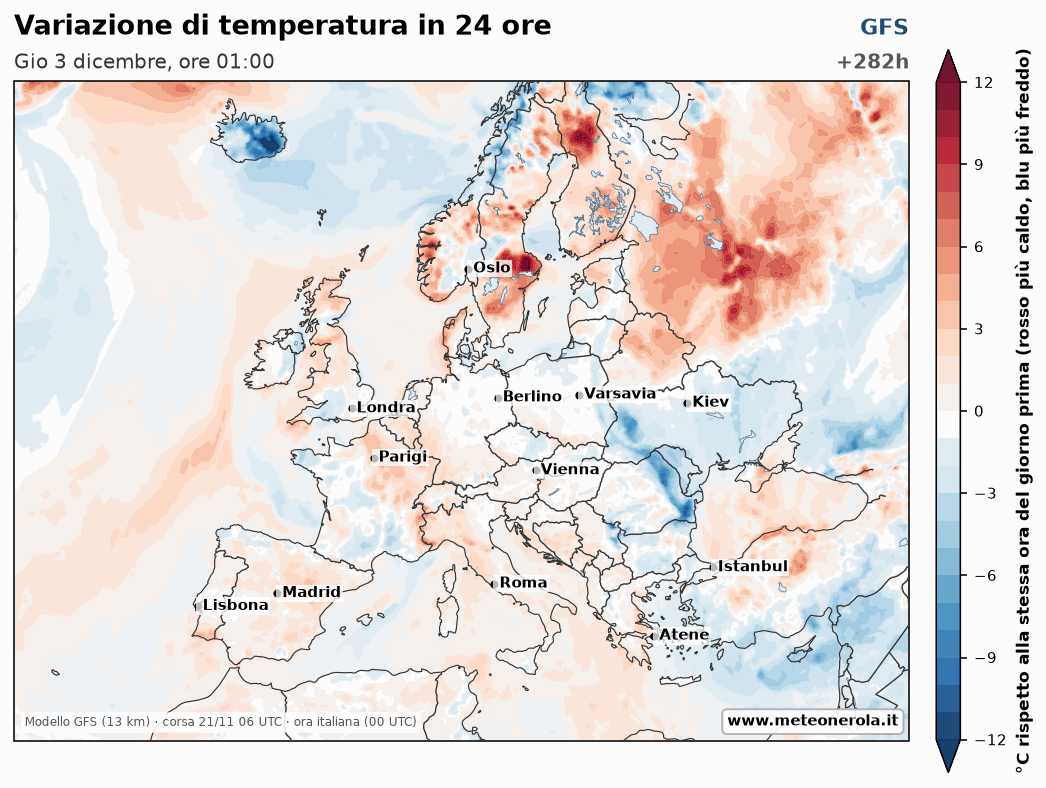 Variazione di temperatura in 24 ore
GFS
Gio 3 dicembre, ore 01:00
+282h
Oslo
Londra
Berlino
Varsavia
Kiev
Parigi
Vienna
Istanbul
Roma
Madrid
Lisbona
Atene
Modello GFS (13 km) · corsa 21/11 06 UTC · ora italiana (00 UTC)
www.meteonerola.it
12
9
6
3
0
−3
−6
−9
−12
°C rispetto alla stessa ora del giorno prima (rosso più caldo, blu più freddo)